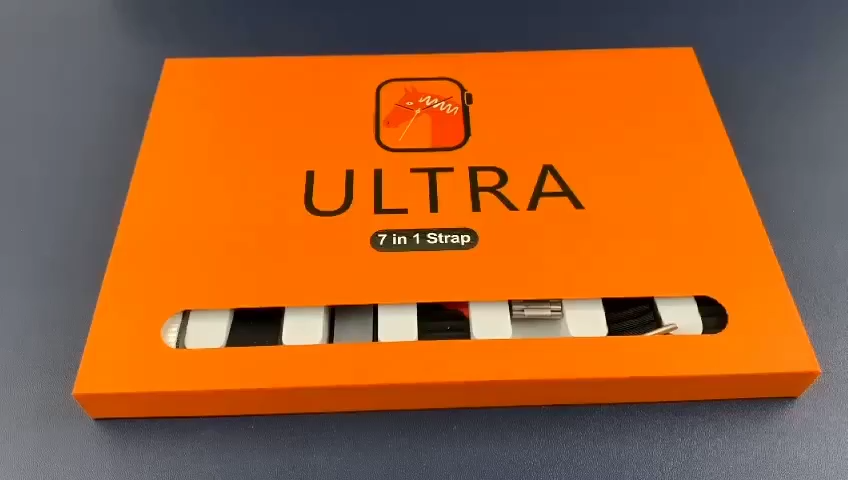 ULTRA
7 in 1 Strap